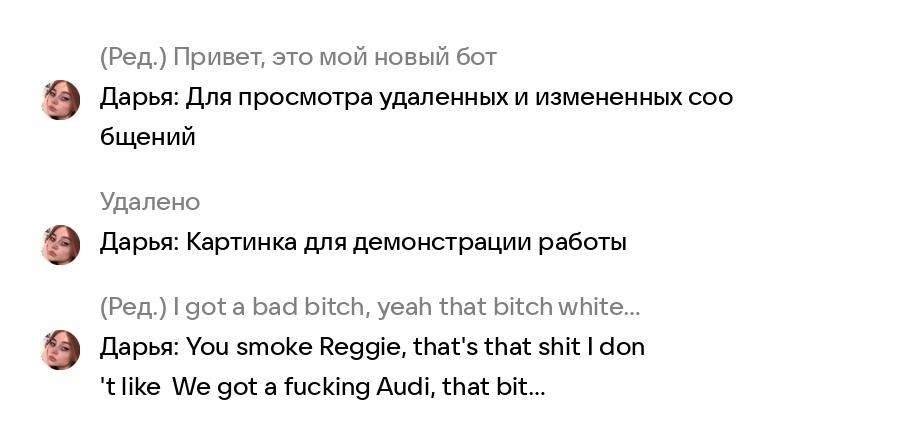 (Ред.) Привет, это мой новый бот
Дарья: Для просмотра удаленных и измененных соо
бщений
Удалено
Дарья: Картинка для демонстрации работы
(Ред.) I got a bad bitch, yeah that bitch white...
Дарья: You smoke Reggie, that's that shit I don
't like  We got a fucking Audi, that bit...